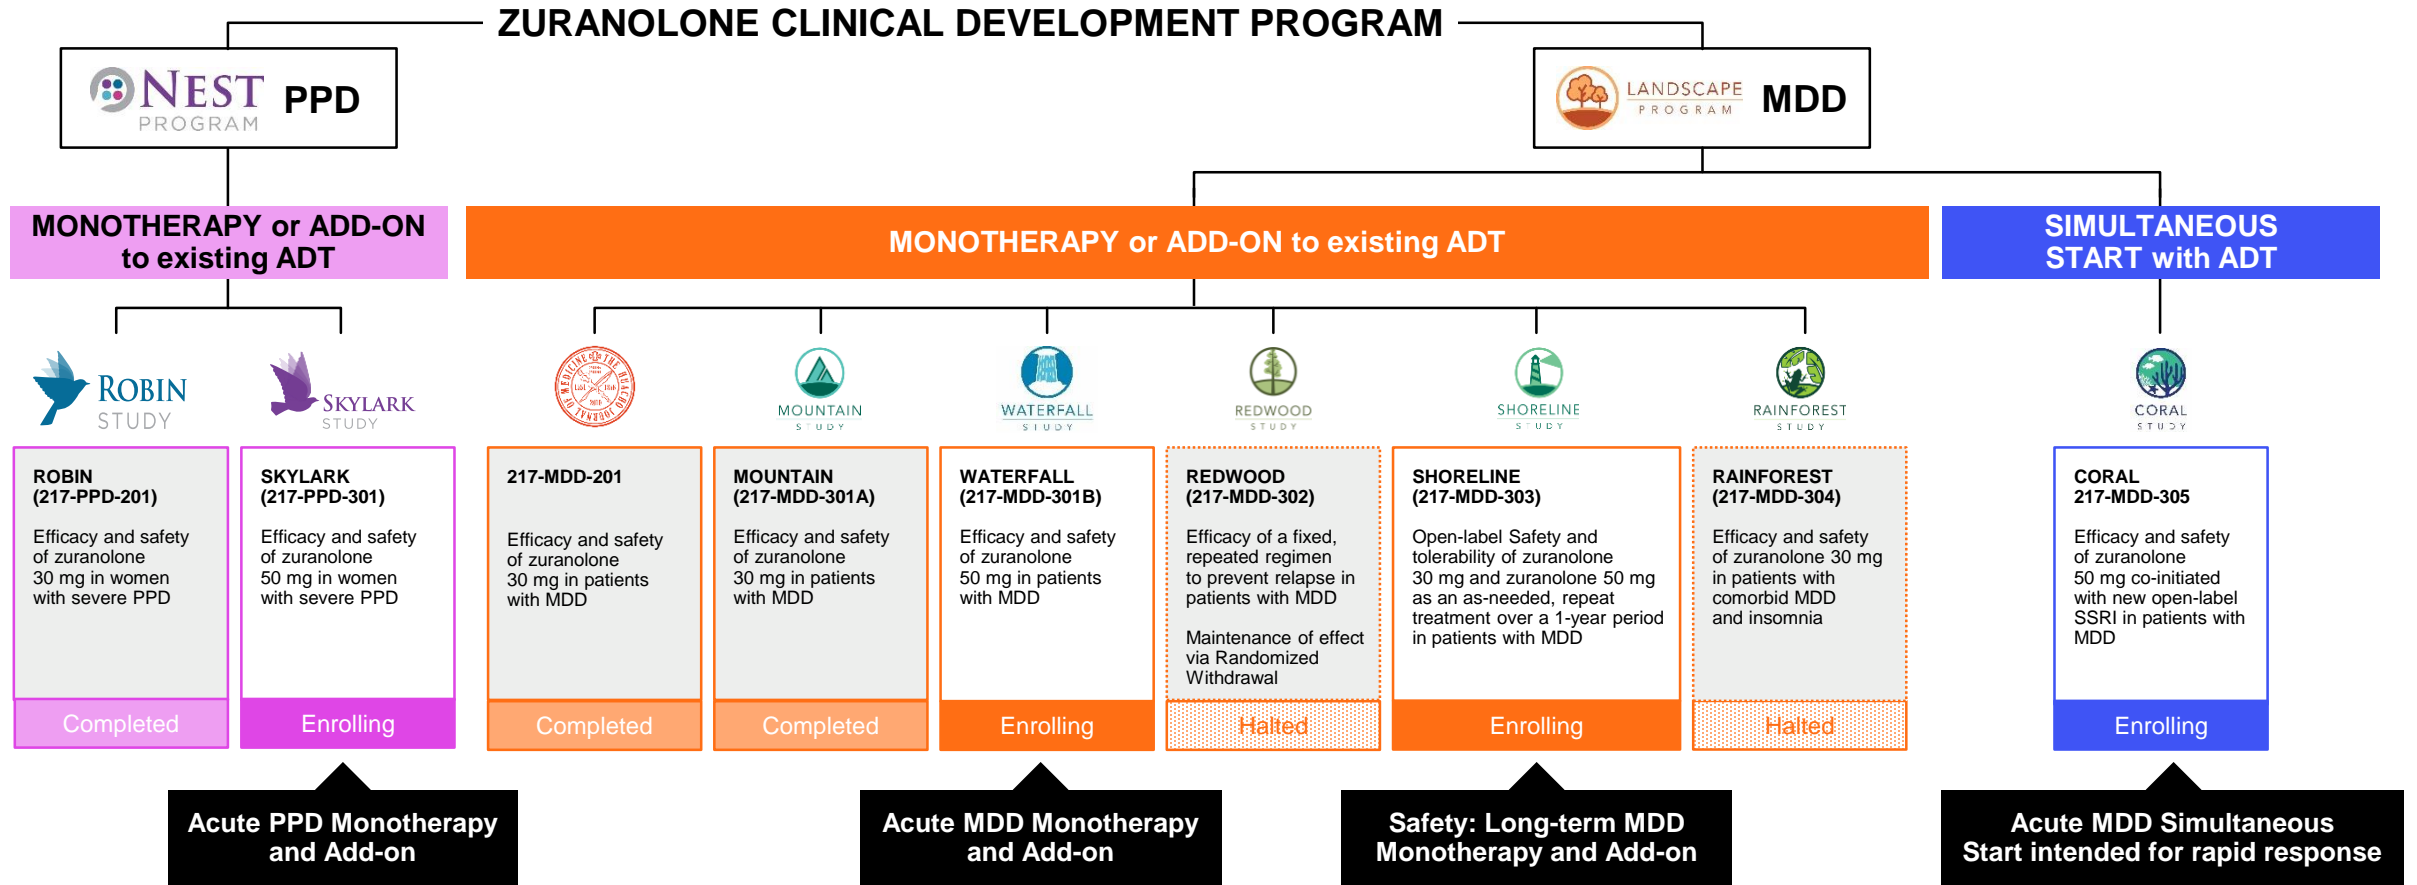 ZURANOLONE CLINICAL DEVELOPMENT PROGRAM
NEST
PROGRAM
PPD
LANDSCAPE
PROGRAM
MDD
MONOTHERAPY or ADD-ON
to existing ADT
MONOTHERAPY or ADD-ON to existing ADT
SIMULTANEOUS
START with ADT
ROBIN
STUDY
SKYLARK
STUDY
MOUNTAIN
STUDY
WATERFALL
STUDY
REDWOOD
STUDY
SHORELINE
STUDY
RAINFOREST
STUDY
CORAL
STUDY
ROBIN
(217-PPD-201)
Efficacy and safety
of zuranolone
30 mg in women
with severe PPD
Completed
SKYLARK
(217-PPD-301)
Efficacy and safety
of zuranolone
50 mg in women
with severe PPD
Enrolling
217-MDD-201
Efficacy and safety
of zuranolone
30 mg in patients
with MDD
Completed
MOUNTAIN
(217-MDD-301A)
Efficacy and safety
of zuranolone
30 mg in patients
with MDD
Completed
WATERFALL
(217-MDD-301B)
Efficacy and safety
of zuranolone
50 mg in patients
with MDD
Enrolling
REDWOOD
(217-MDD-302)
Efficacy of a fixed,
repeated regimen
to prevent relapse in
patients with MDD
Maintenance of effect
via Randomized
Withdrawal
Halted
SHORELINE
(217-MDD-303)
Open-label Safety and
tolerability of zuranolone
30 mg and zuranolone 50 mg
as an as-needed, repeat
treatment over a 1-year period
in patients with MDD
Enrolling
RAINFOREST
(217-MDD-304)
Efficacy and safety
of zuranolone 30 mg
in patients with
comorbid MDD
and insomnia
Halted
CORAL
217-MDD-305
Efficacy and safety
of zuranolone
50 mg co-initiated
with new open-label
SSRI in patients with
MDD
Enrolling
Acute PPD Monotherapy
and Add-on
Acute MDD Monotherapy
and Add-on
Safety: Long-term MDD
Monotherapy and Add-on
Acute MDD Simultaneous
Start intended for rapid response